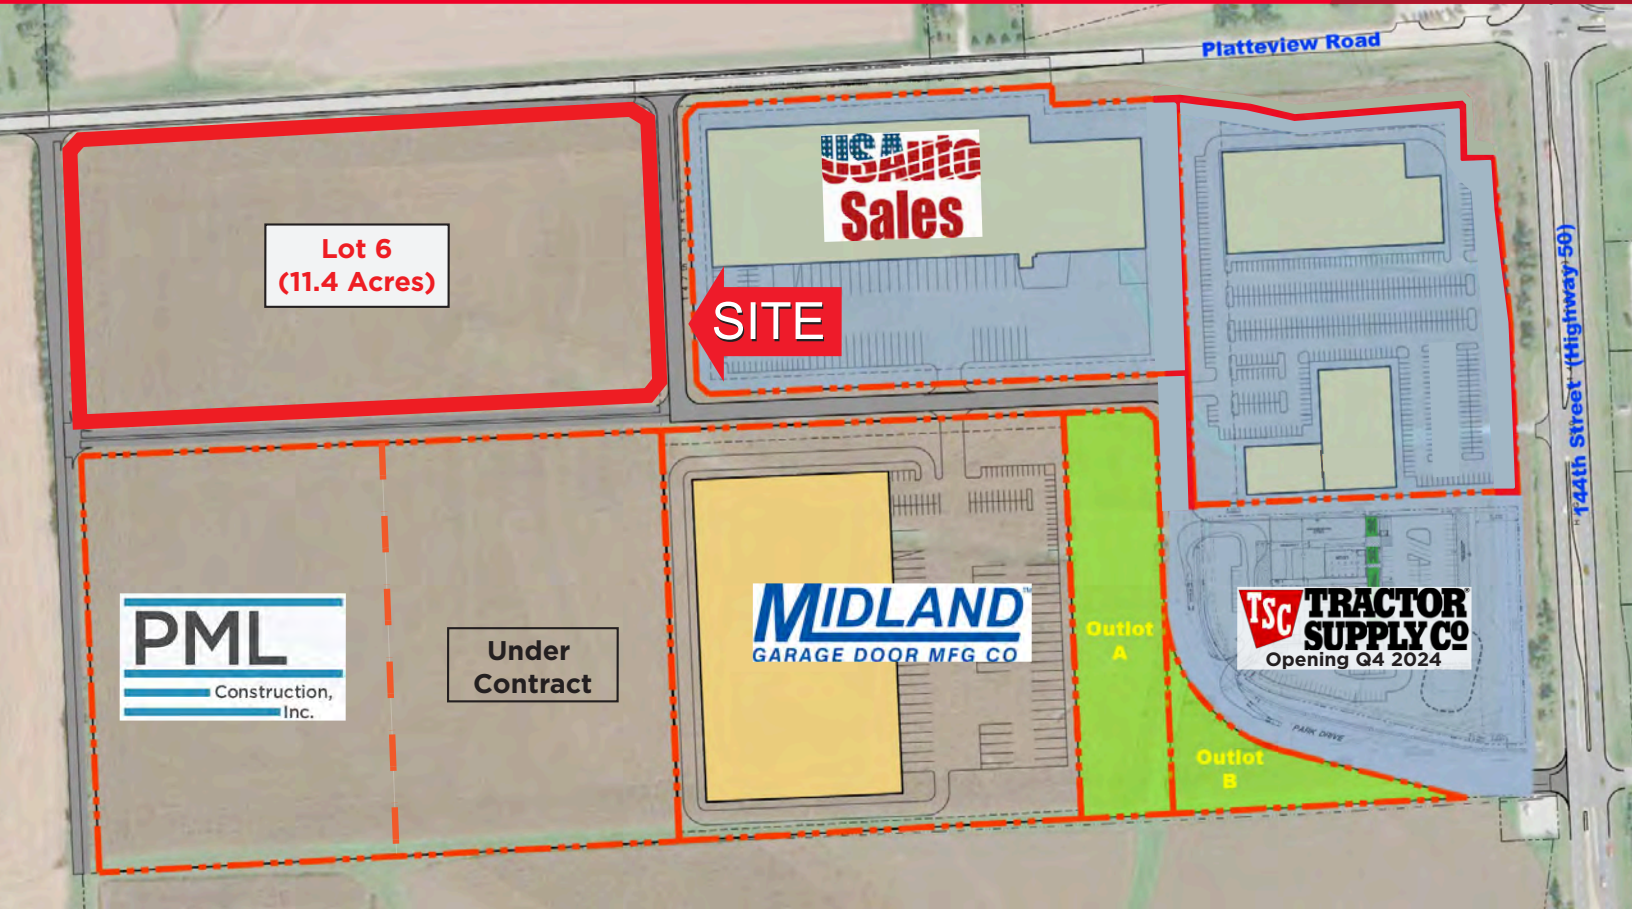 Platteview Road
USAuto
Sales
Lot 6
(11.4 Acres)
SITE
144th Street (Highway 50)
PML
Construction,
Inc.
Under
Contract
MIDLAND
GARAGE DOOR MFG CO
Outlot
A
TSC TRACTOR
SUPPLY CO
Opening Q4 2024
PARK DRIVE
Outlot
B